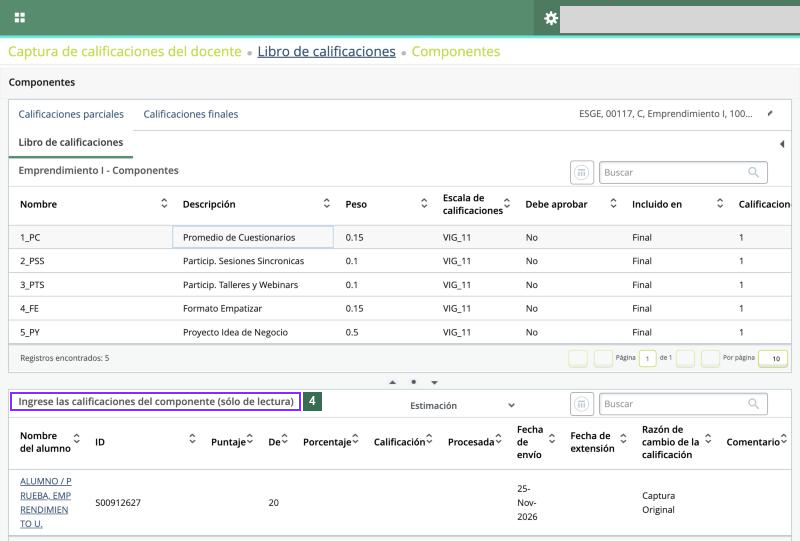 Captura de calificaciones del docente • Libro de calificaciones • Componentes
Componentes
Calificaciones parciales Calificaciones finales ESGE, 00117, C, Emprendimiento I, 100...
Libro de calificaciones
Emprendimiento I - Componentes Buscar
Nombre Descripción Peso Escala de calificaciones Debe aprobar Incluido en Calificacion
1_PC Promedio de Cuestionarios 0.15 VIG_11 No Final 1
2_PSS Particip. Sesiones Sincronicas 0.1 VIG_11 No Final 1
3_PTS Particip. Talleres y Webinars 0.1 VIG_11 No Final 1
4_FE Formato Empatizar 0.15 VIG_11 No Final 1
5_PY Proyecto Idea de Negocio 0.5 VIG_11 No Final 1
Registros encontrados: 5 Página 1 de 1 Por página 10
Ingrese las calificaciones del componente (sólo de lectura) 4 Estimación Buscar
Nombre del alumno ID Puntaje De Porcentaje Calificación Procesada Fecha de envío Fecha de extensión Razón de cambio de la calificación Comentario
ALUMNO / P
RUEBA, EMP
RENDIMIEN
TO U.
S00912627 20 25-Nov-2026 Captura Original